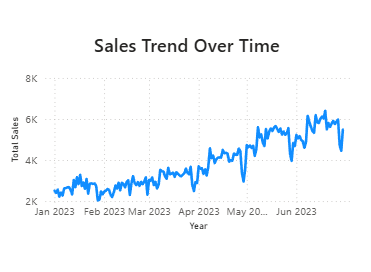 Sales Trend Over Time
8K
6K
4K
2K
Total Sales
Jan 2023 Feb 2023 Mar 2023 Apr 2023 May 20... Jun 2023
Year